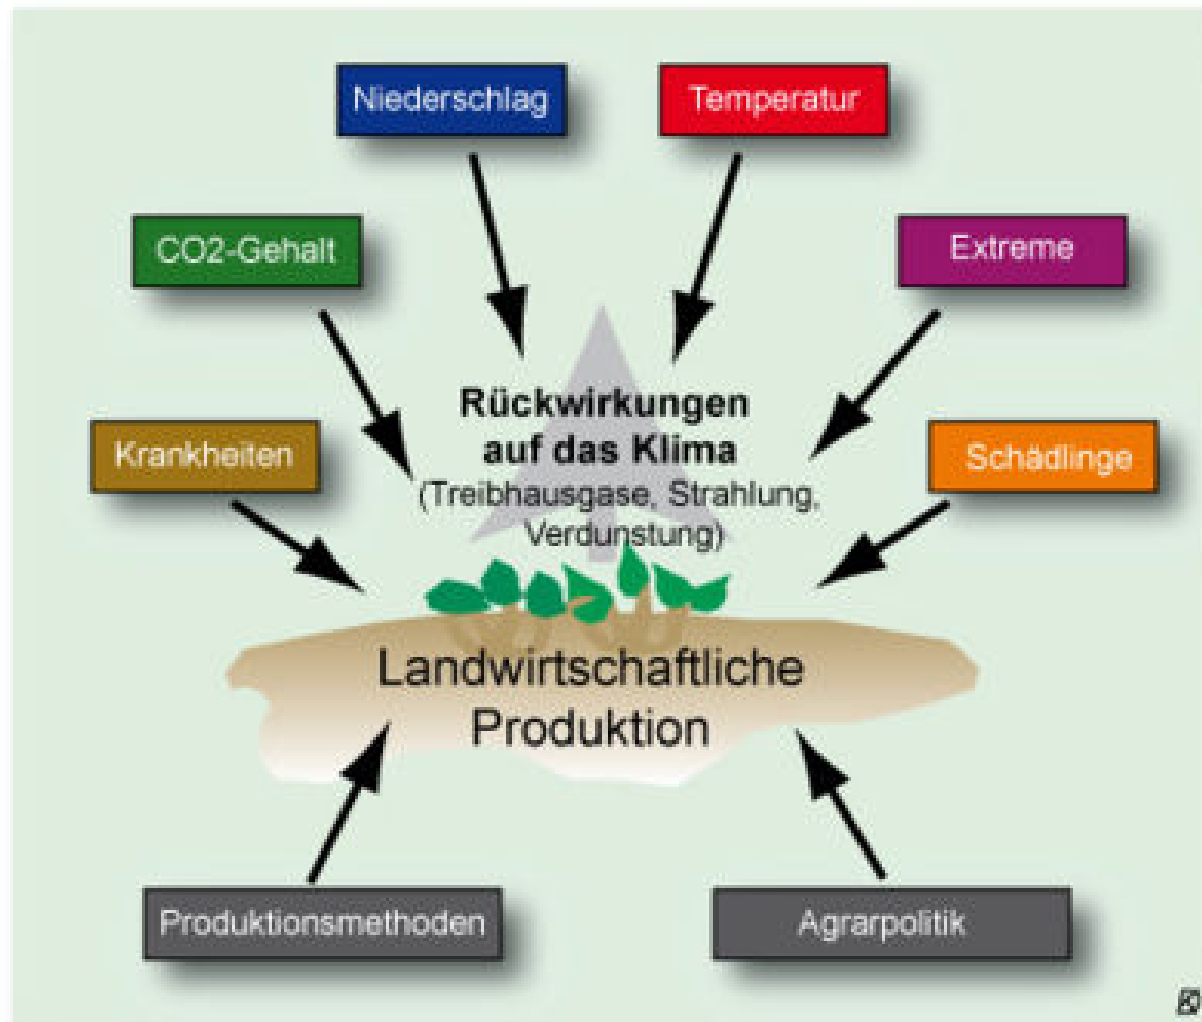 Niederschlag
Temperatur
CO2-Gehalt
Extreme
Rückwirkungen
auf das Klima
(Treibhausgase, Strahlung,
Verdunstung)
Krankheiten
Schädlinge
Landwirtschaftliche
Produktion
Produktionsmethoden
Agrarpolitik